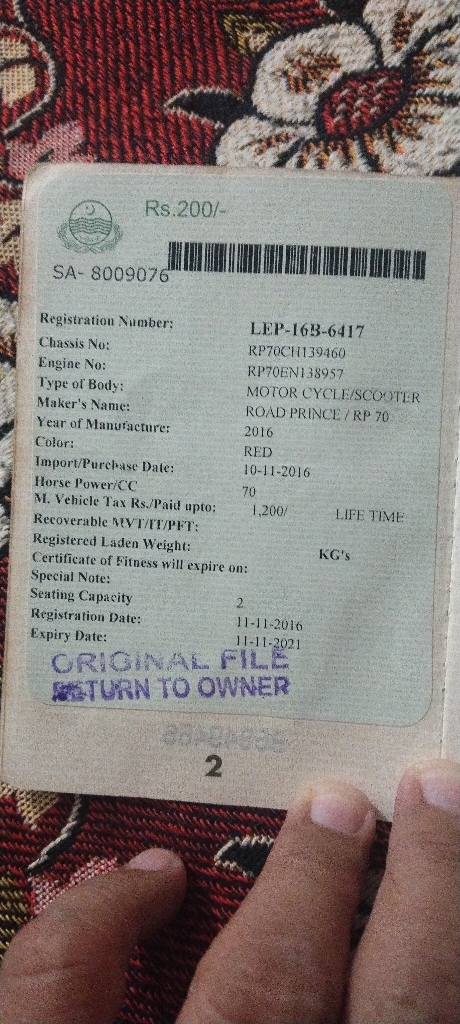 Rs.200/-
SA- 8009076
Registration Number: LEP-16B-6417
Chassis No: RP70CH139460
Engine No: RP70EN138957
Type of Body: MOTOR CYCLE/SCOOTER
Maker's Name: ROAD PRINCE / RP 70
Year of Manufacture: 2016
Color: RED
Import/Purchase Date: 10-11-2016
Horse Power/CC 70
M. Vehicle Tax Rs./Paid upto: 1,200/ LIFE TIME
Recoverable MVT/IT/PFT:
Registered Laden Weight: KG's
Certificate of Fitness will expire on:
Special Note:
Seating Capacity 2
Registration Date: 11-11-2016
Expiry Date: 11-11-2021
ORIGINAL FILE
RETURN TO OWNER
2